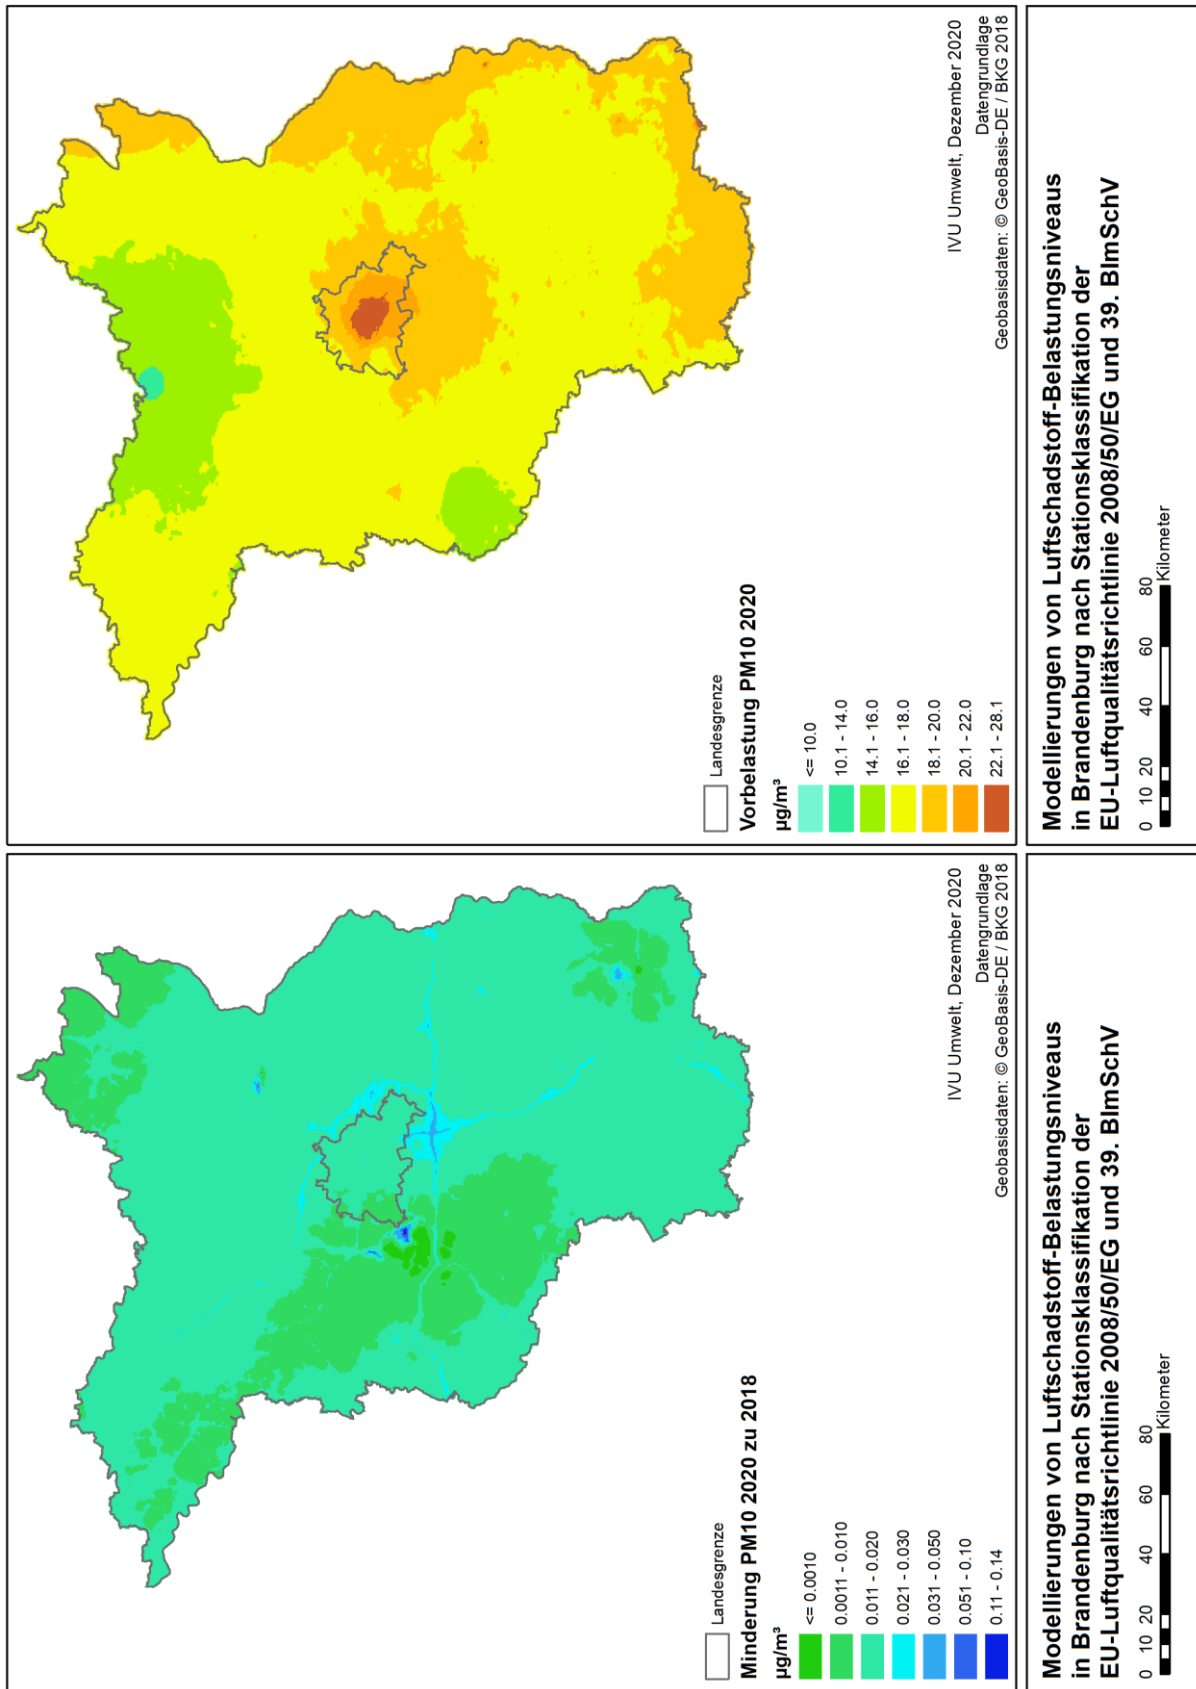 Landesgrenze
Minderung PM10 2020 zu 2018
µg/m³
<= 0.0010
0.0011 - 0.010
0.011 - 0.020
0.021 - 0.030
0.031 - 0.050
0.051 - 0.10
0.11 - 0.14
IVU Umwelt, Dezember 2020
Datengrundlage
Geobasisdaten: © GeoBasis-DE / BKG 2018
Modellierungen von Luftschadstoff-Belastungsniveaus
in Brandenburg nach Stationsklassifikation der
EU-Luftqualitätsrichtlinie 2008/50/EG und 39. BImSchV
0 10 20 40 60 80
Kilometer
Landesgrenze
Vorbelastung PM10 2020
µg/m³
<= 10.0
10.1 - 14.0
14.1 - 16.0
16.1 - 18.0
18.1 - 20.0
20.1 - 22.0
22.1 - 28.1
IVU Umwelt, Dezember 2020
Datengrundlage
Geobasisdaten: © GeoBasis-DE / BKG 2018
Modellierungen von Luftschadstoff-Belastungsniveaus
in Brandenburg nach Stationsklassifikation der
EU-Luftqualitätsrichtlinie 2008/50/EG und 39. BImSchV
0 10 20 40 60 80
Kilometer